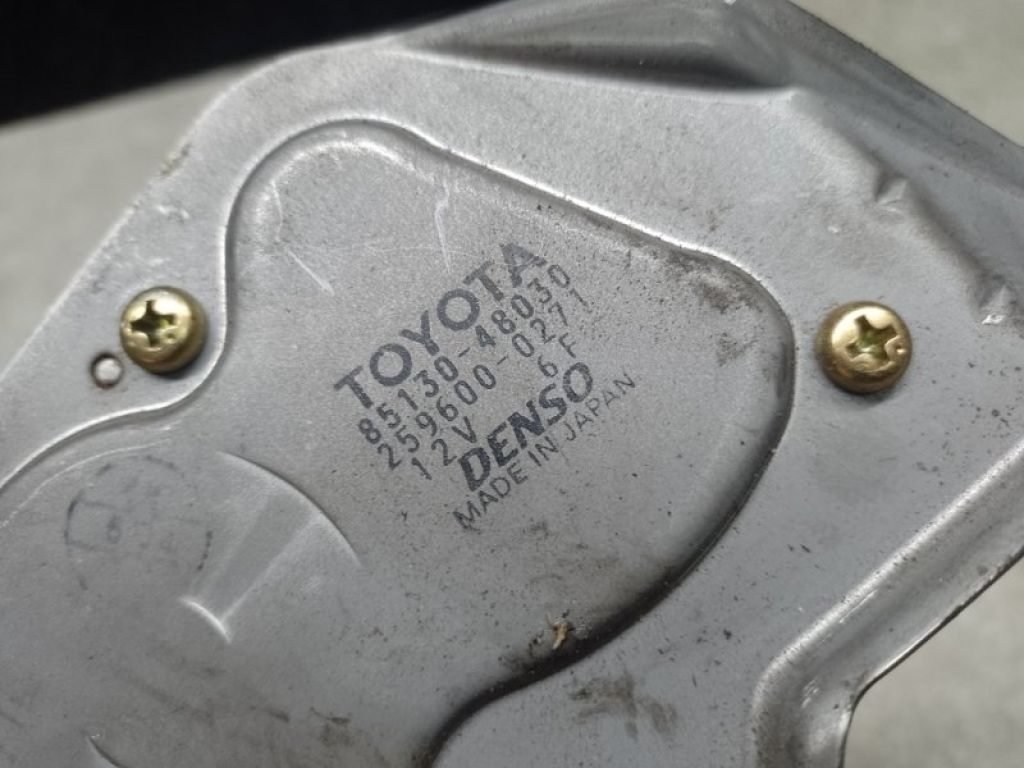 TOYOTA
85130-48030
259600-0271
12V 6F
DENSO
MADE IN JAPAN